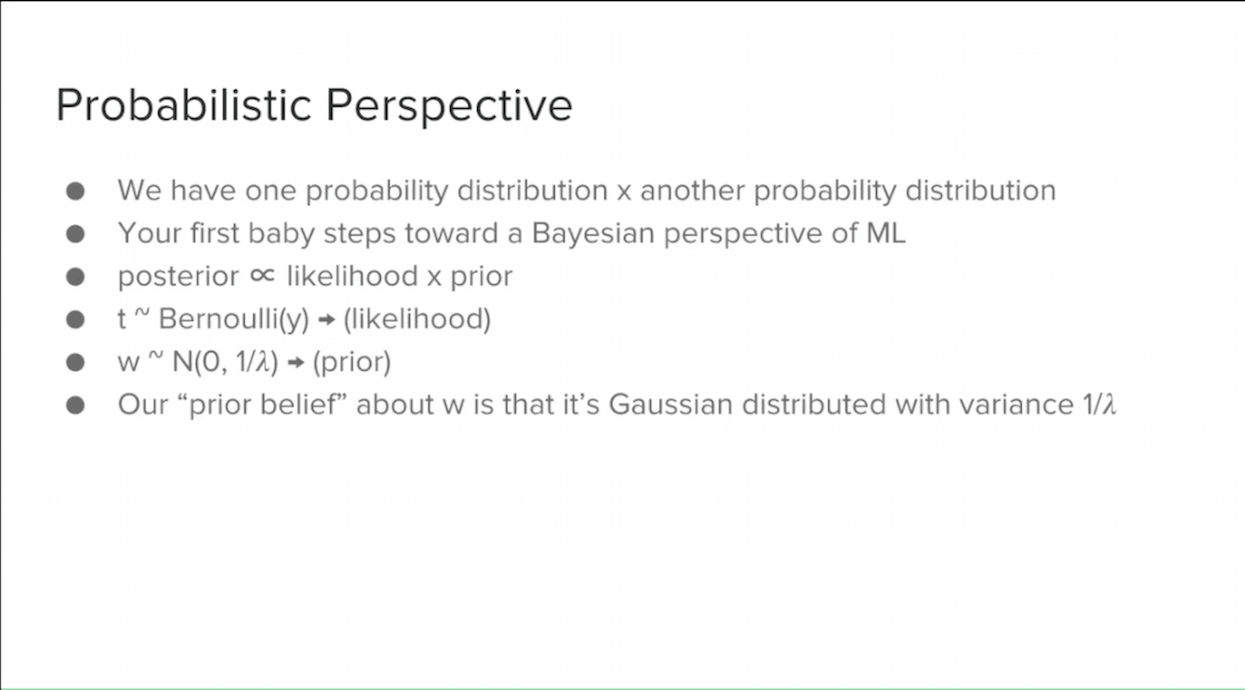 Probabilistic Perspective
● We have one probability distribution x another probability distribution
● Your first baby steps toward a Bayesian perspective of ML
● posterior ∝ likelihood x prior
● t ~ Bernoulli(y) → (likelihood)
● w ~ N(0, 1/λ) → (prior)
● Our “prior belief” about w is that it’s Gaussian distributed with variance 1/λ